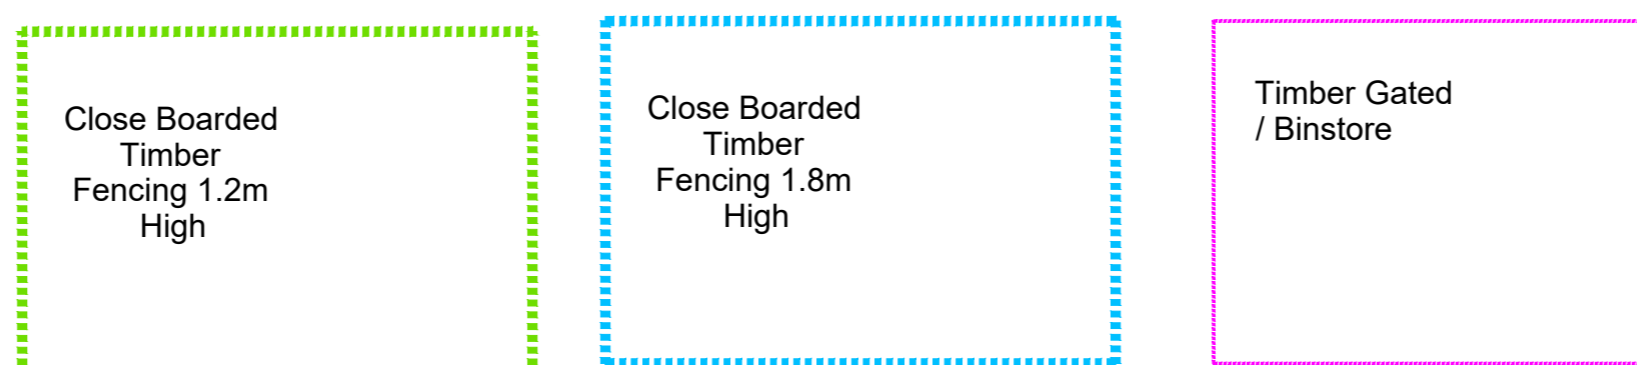 Close Boarded
Timber
Fencing 1.2m
High
Close Boarded
Timber
Fencing 1.8m
High
Timber Gated
/ Binstore